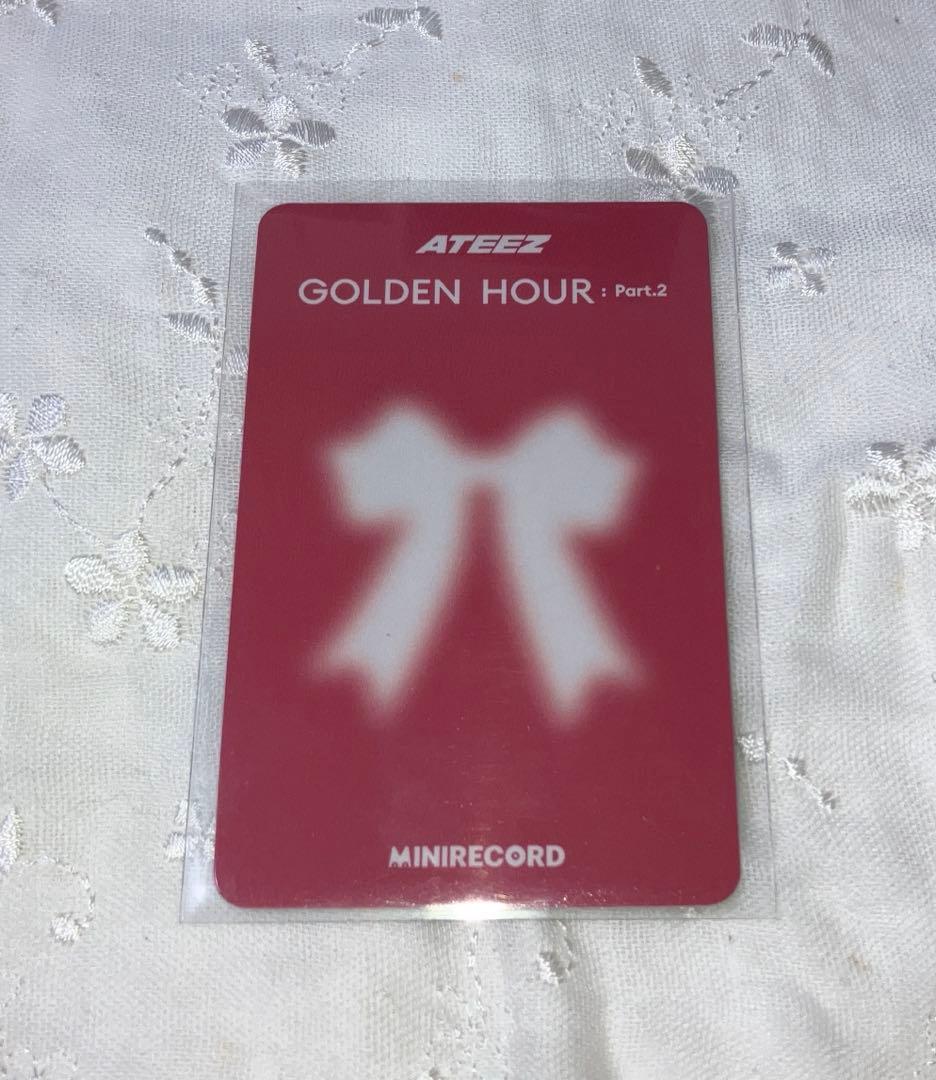 ATEEZ
GOLDEN HOUR : Part.2
MINIRECORD